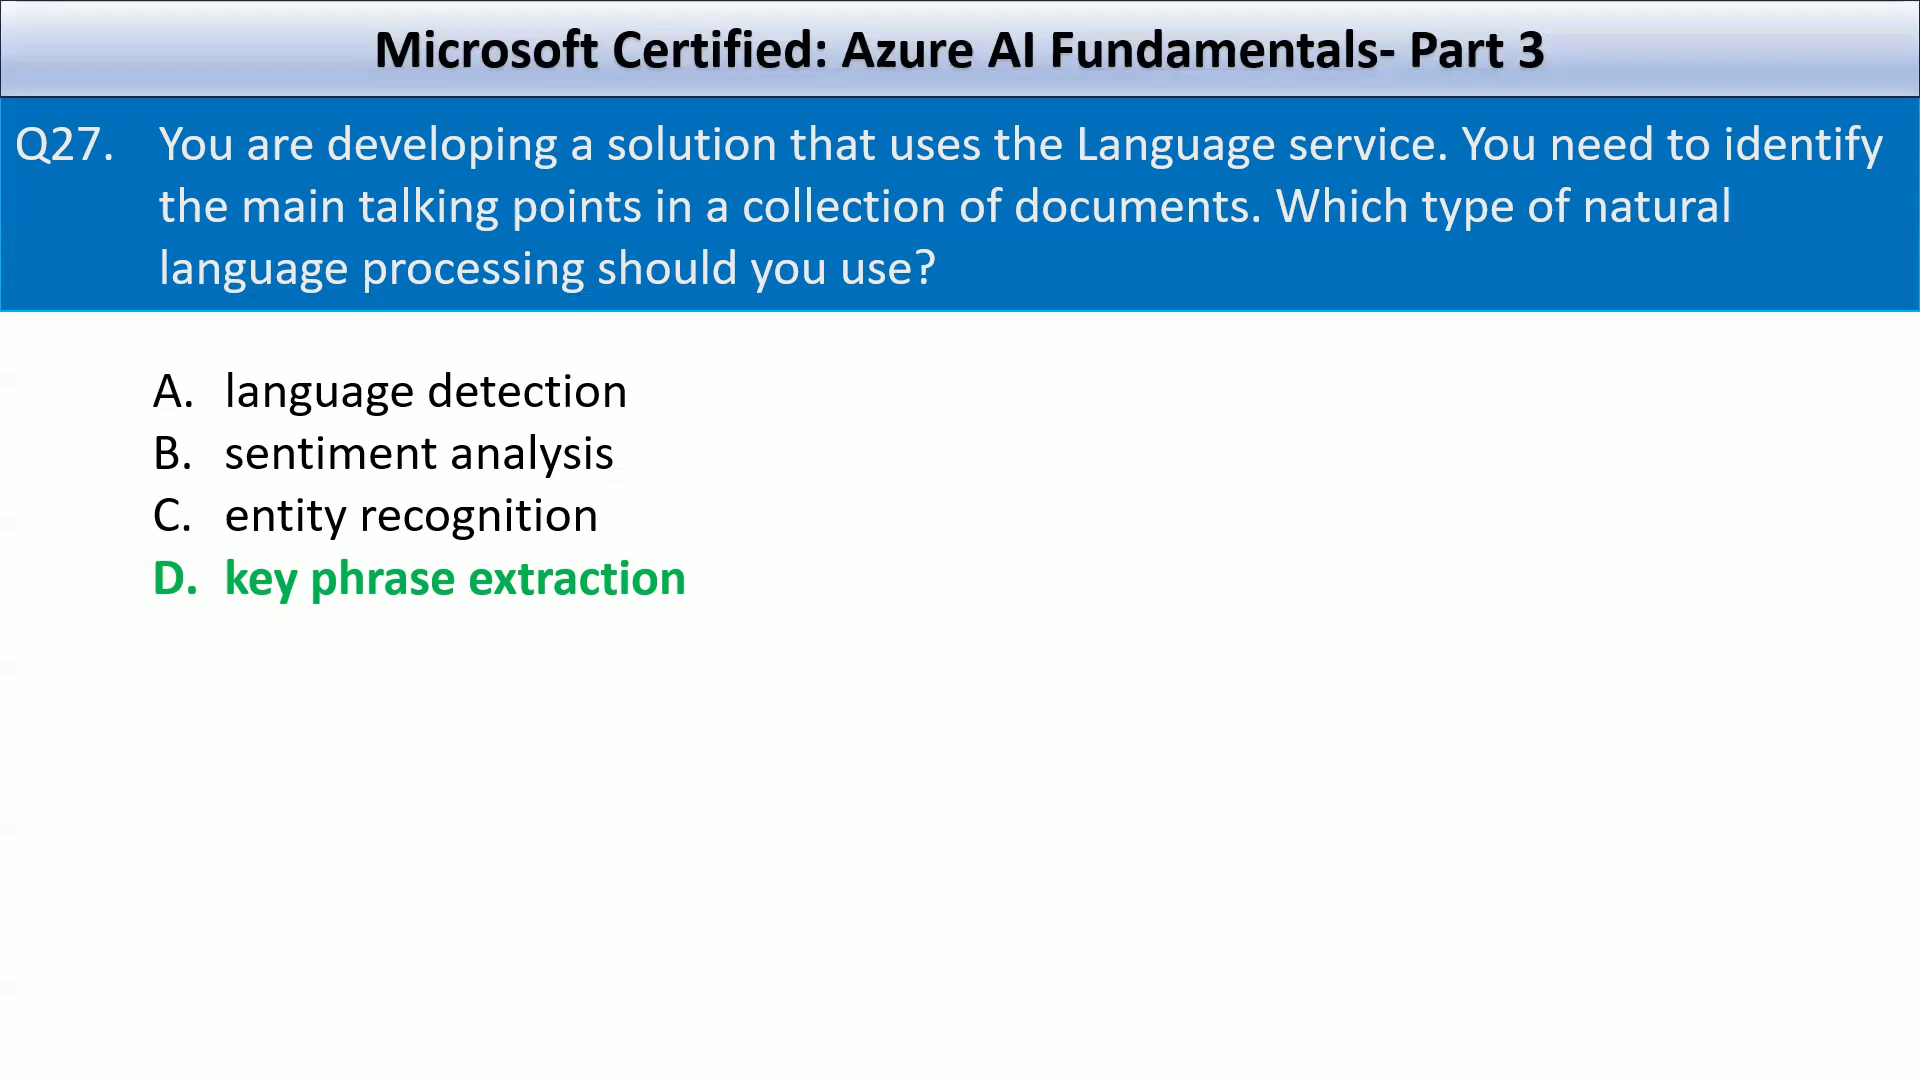 Microsoft Certified: Azure AI Fundamentals- Part 3
Q27. You are developing a solution that uses the Language service. You need to identify
the main talking points in a collection of documents. Which type of natural
language processing should you use?
A. language detection
B. sentiment analysis
C. entity recognition
D. key phrase extraction